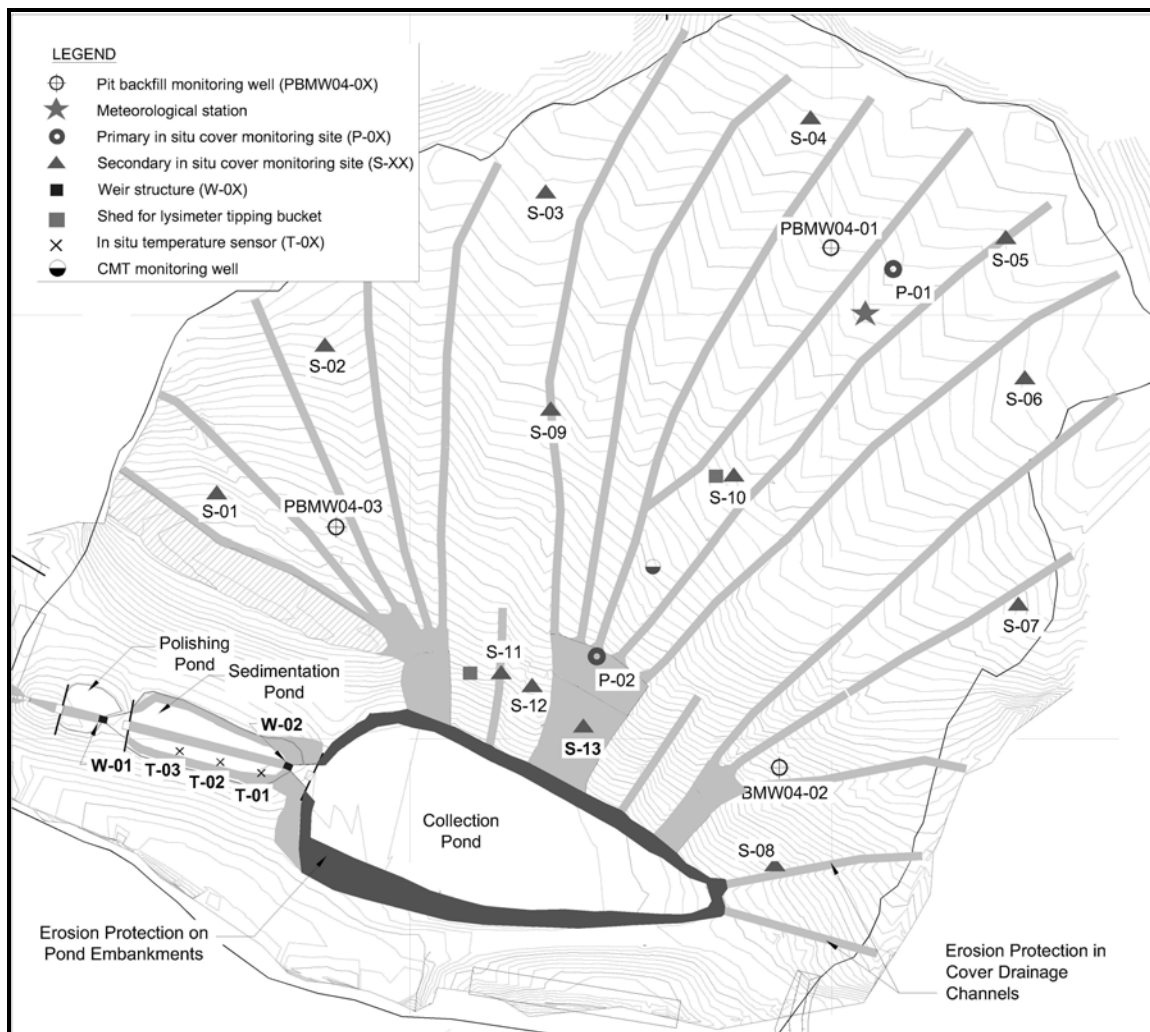 LEGEND
Pit backfill monitoring well (PBMW04-0X)
Meteorological station
Primary in situ cover monitoring site (P-0X)
Secondary in situ cover monitoring site (S-XX)
Weir structure (W-0X)
Shed for lysimeter tipping bucket
In situ temperature sensor (T-0X)
CMT monitoring well
S-04
S-03
PBMW04-01
S-05
P-01
S-02
S-06
S-09
S-10
S-01
PBMW04-03
S-07
Polishing
Pond
Sedimentation
Pond
S-11
P-02
S-12
W-02
S-13
W-01
T-03
T-02
T-01
BMW04-02
Collection
Pond
S-08
Erosion Protection on
Pond Embankments
Erosion Protection in
Cover Drainage
Channels